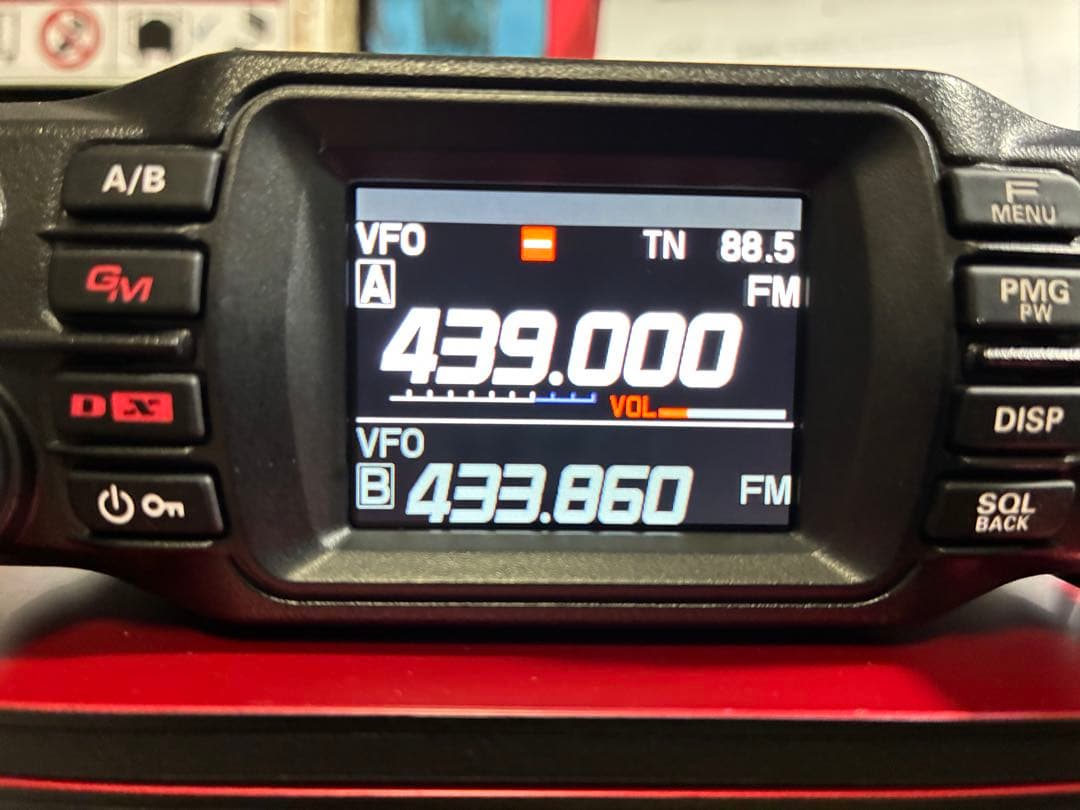 A/B
GM
DX
VFO TN 88.5
A FM
439.000
VOL
VFO
B 433.860 FM
F
MENU
PMG
PW
DISP
SQL
BACK